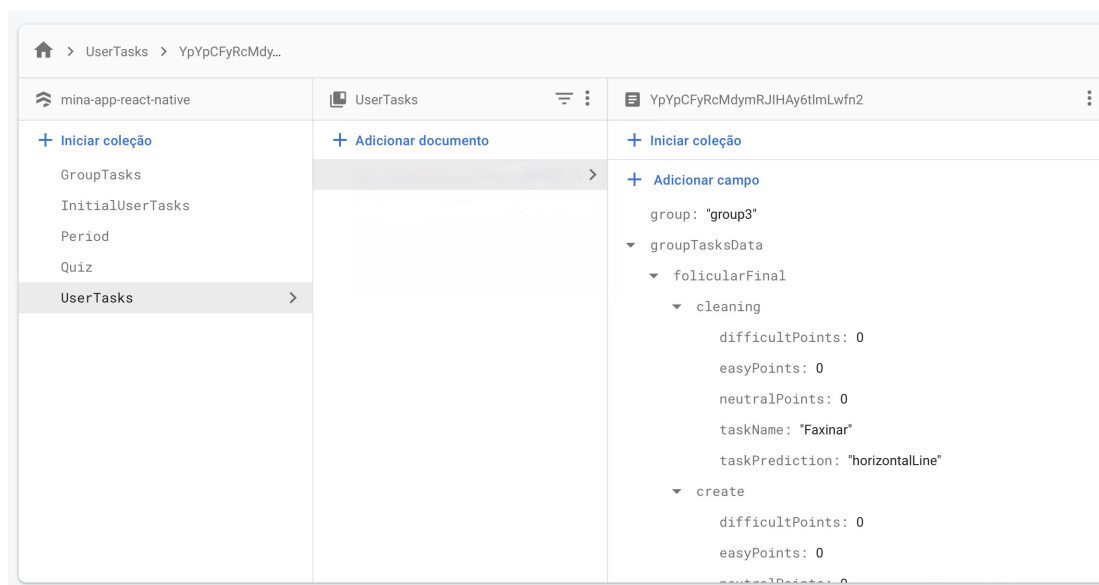 UserTasks > YpYpCFyRcMdy...
mina-app-react-native
UserTasks
YpYpCFyRcMdymRJIHAy6tlmLwfn2
+ Iniciar coleção
+ Adicionar documento
+ Iniciar coleção
GroupTasks
InitialUserTasks
Period
Quiz
UserTasks
+ Adicionar campo
group: "group3"
groupTasksData
folicularFinal
cleaning
difficultPoints: 0
easyPoints: 0
neutralPoints: 0
taskName: "Faxinar"
taskPrediction: "horizontalLine"
create
difficultPoints: 0
easyPoints: 0
neutralPoints: 0